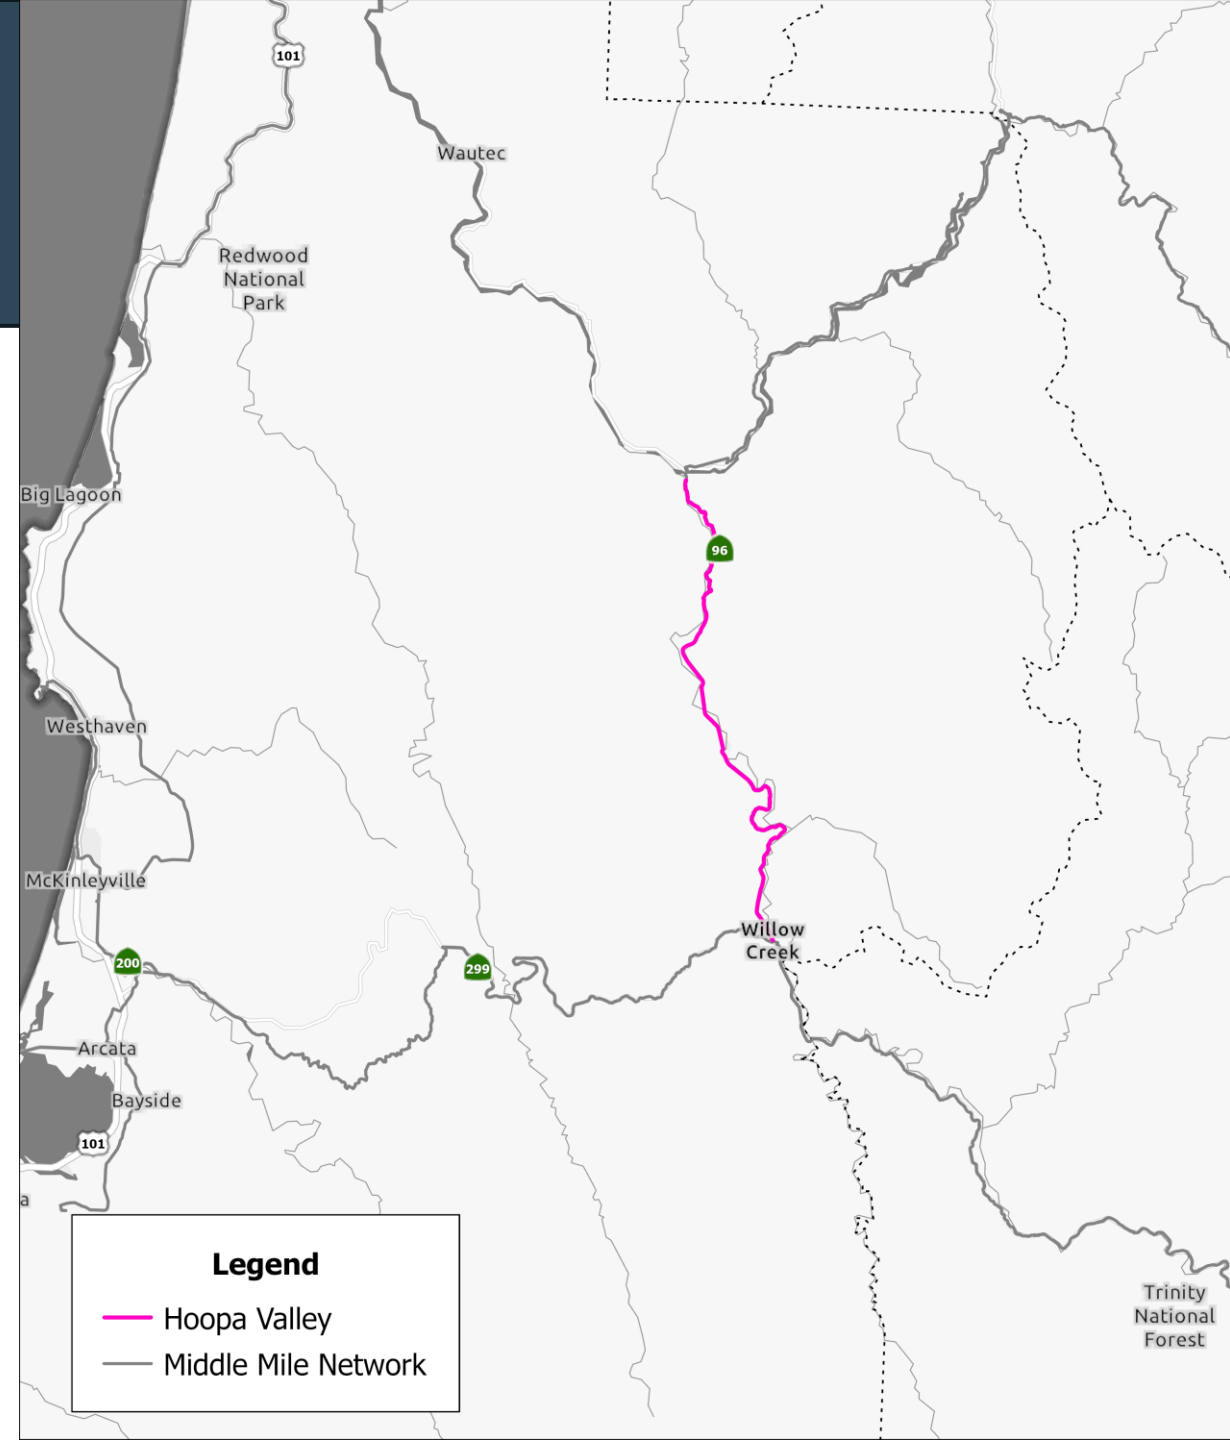 101
Wautec
Redwood
National
Park
Big Lagoon
96
Westhaven
McKinleyville
Willow
Creek
200
299
Arcata
Bayside
101
a
Legend
Hoopa Valley
Middle Mile Network
Trinity
National
Forest